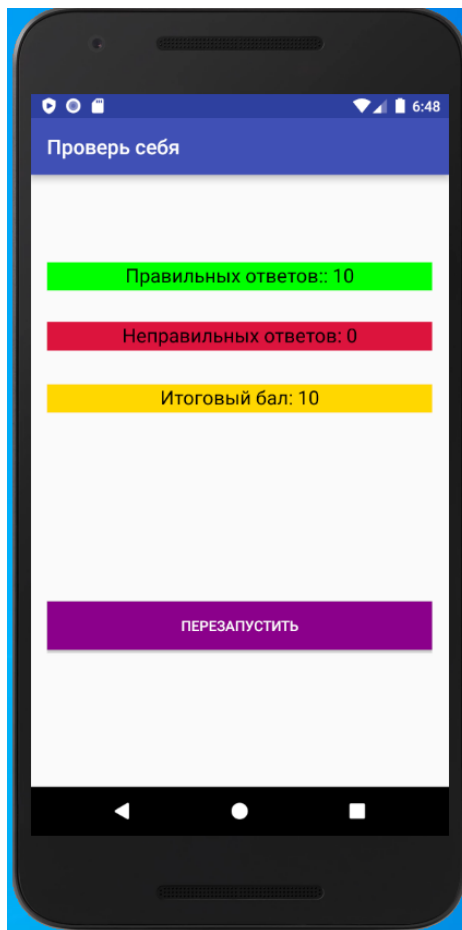 6:48
Проверь себя
Правильных ответов:: 10
Неправильных ответов: 0
Итоговый бал: 10
ПЕРЕЗАПУСТИТЬ